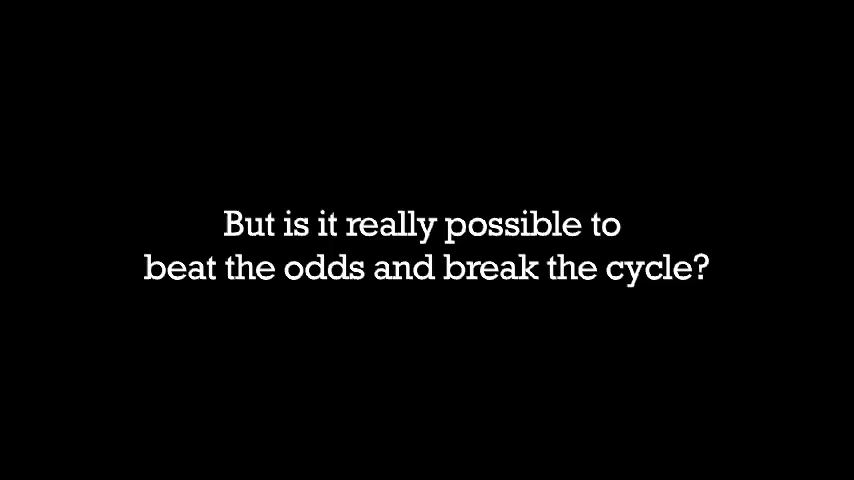 But is it really possible to
beat the odds and break the cycle?